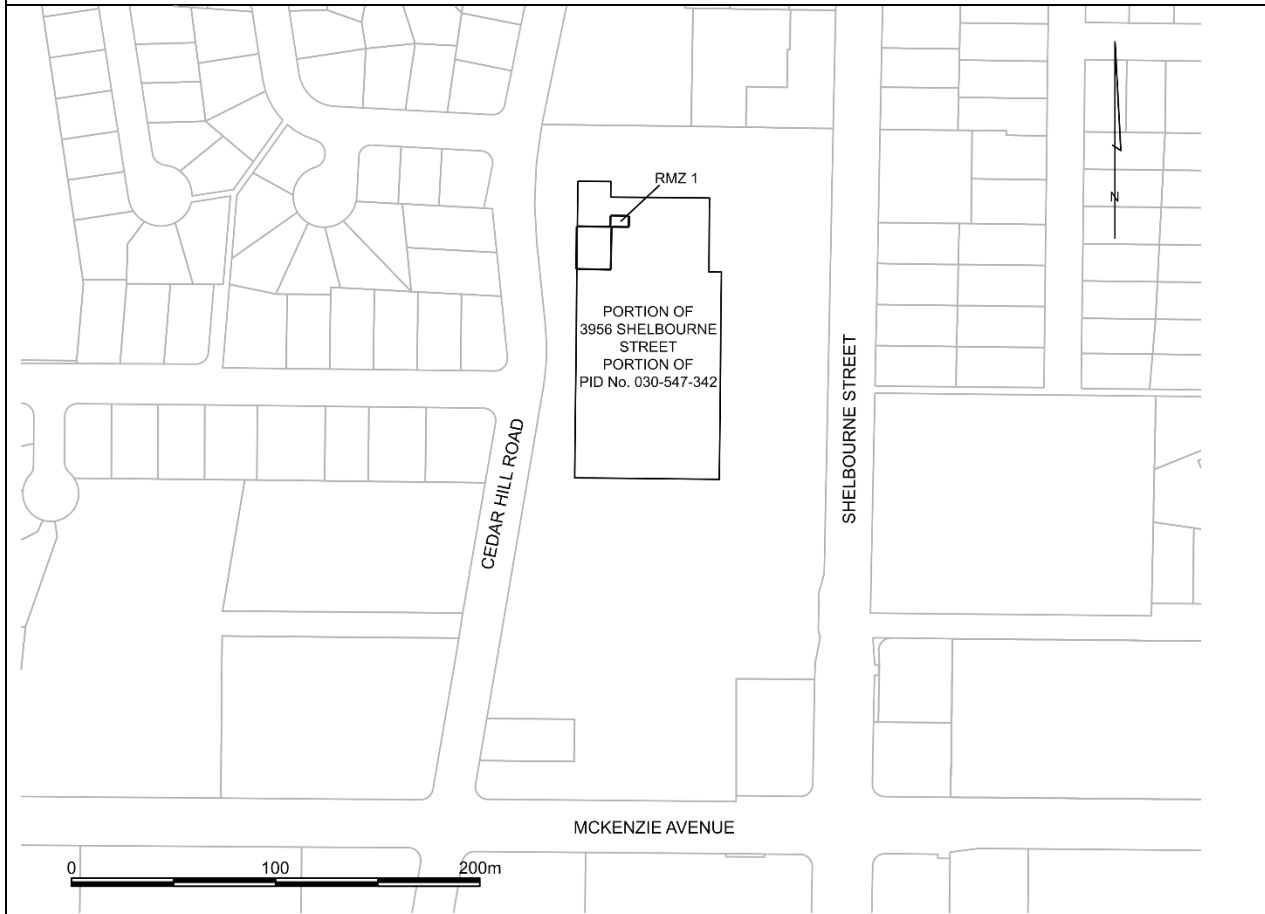 RMZ 1
N
PORTION OF
3956 SHELBOURNE
STREET
PORTION OF
PID No. 030-547-342
SHELBOURNE STREET
CEDAR HILL ROAD
MCKENZIE AVENUE
0 100 200m